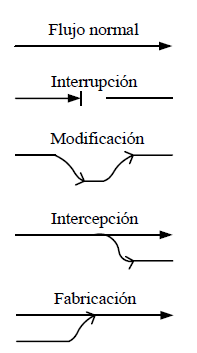 Flujo normal
Interrupción
Modificación
Intercepción
Fabricación